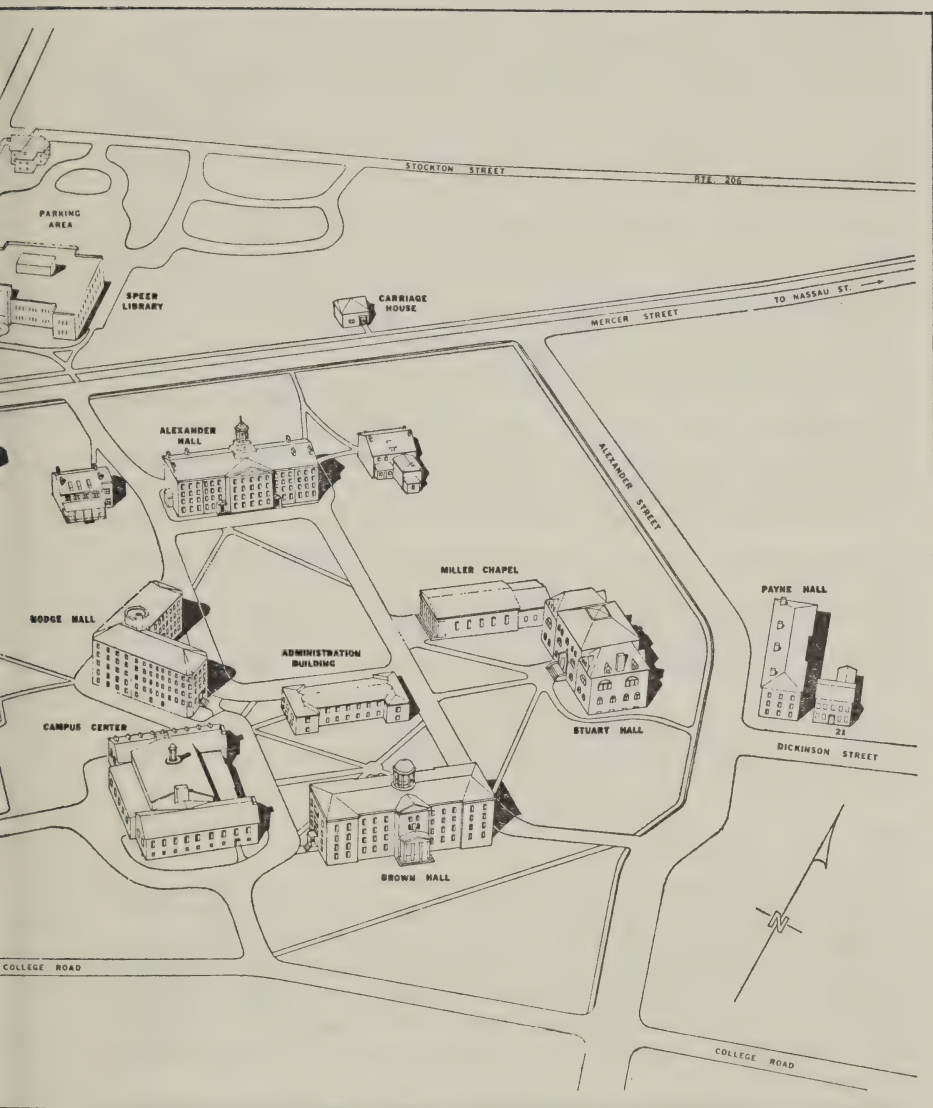 STOCKTON STREET
RTE. 206
PARKING
AREA
SPEER
LIBRARY
CARRIAGE
HOUSE
MERCER STREET
TO NASSAU ST.
ALEXANDER
HALL
ALEXANDER STREET
MILLER CHAPEL
PAYNE HALL
HODGE HALL
ADMINISTRATION
BUILDING
CAMPUS CENTER
STUART HALL
21
DICKINSON STREET
BROWN HALL
N
COLLEGE ROAD
COLLEGE ROAD